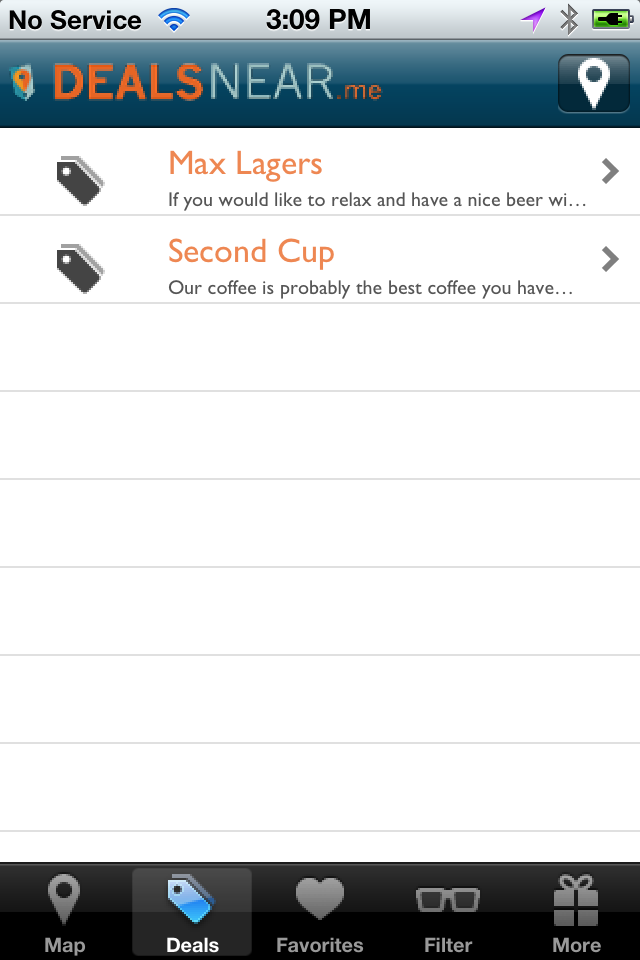 No Service 3:09 PM
DEALSNEAR.me
Max Lagers
If you would like to relax and have a nice beer wi...
Second Cup
Our coffee is probably the best coffee you have...
Map Deals Favorites Filter More